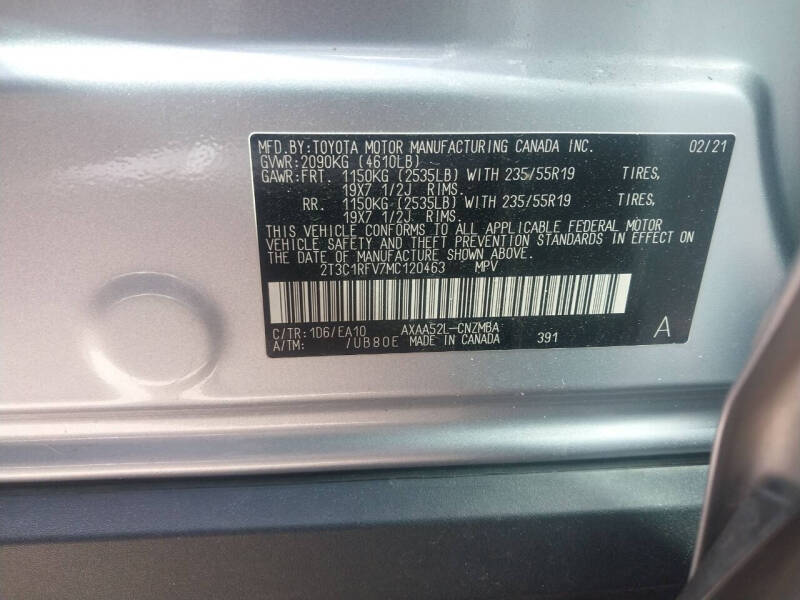 MFD.BY:TOYOTA MOTOR MANUFACTURING CANADA INC. 02/21
GVWR:2090KG (4610LB)
GAWR:FRT. 1150KG (2535LB) WITH 235/55R19 TIRES,
19X7 1/2J RIMS.
RR. 1150KG (2535LB) WITH 235/55R19 TIRES,
19X7 1/2J RIMS.
THIS VEHICLE CONFORMS TO ALL APPLICABLE FEDERAL MOTOR
VEHICLE SAFETY AND THEFT PREVENTION STANDARDS IN EFFECT ON
THE DATE OF MANUFACTURE SHOWN ABOVE.
2T3C1RFV7MC120463 MPV
C/TR:1D6/EA10 AXAA52L-CNZMBA A
A/TM: /UB80E MADE IN CANADA 391